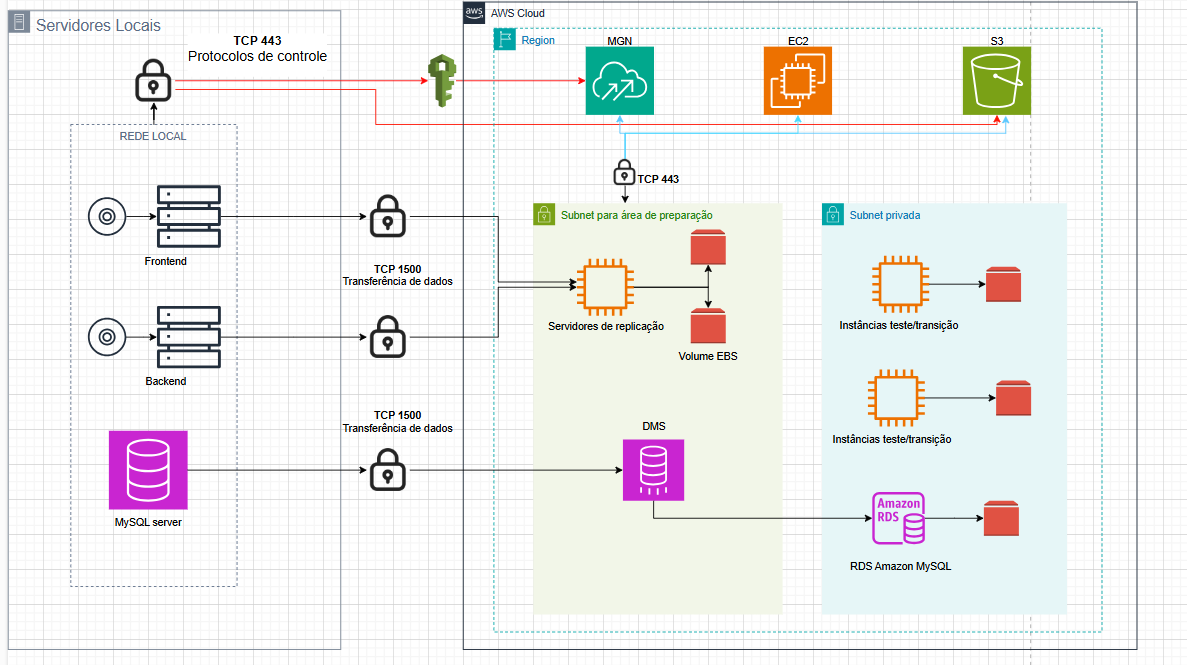 Servidores Locais
aws
AWS Cloud
TCP 443
Protocolos de controle
Region
MGN
EC2
S3
REDE LOCAL
TCP 443
Subnet para área de preparação
Subnet privada
Frontend
TCP 1500
Transferência de dados
Servidores de replicação
Instâncias teste/transição
Volume EBS
Backend
TCP 1500
Transferência de dados
DMS
Instâncias teste/transição
Amazon
RDS
MySQL server
RDS Amazon MySQL